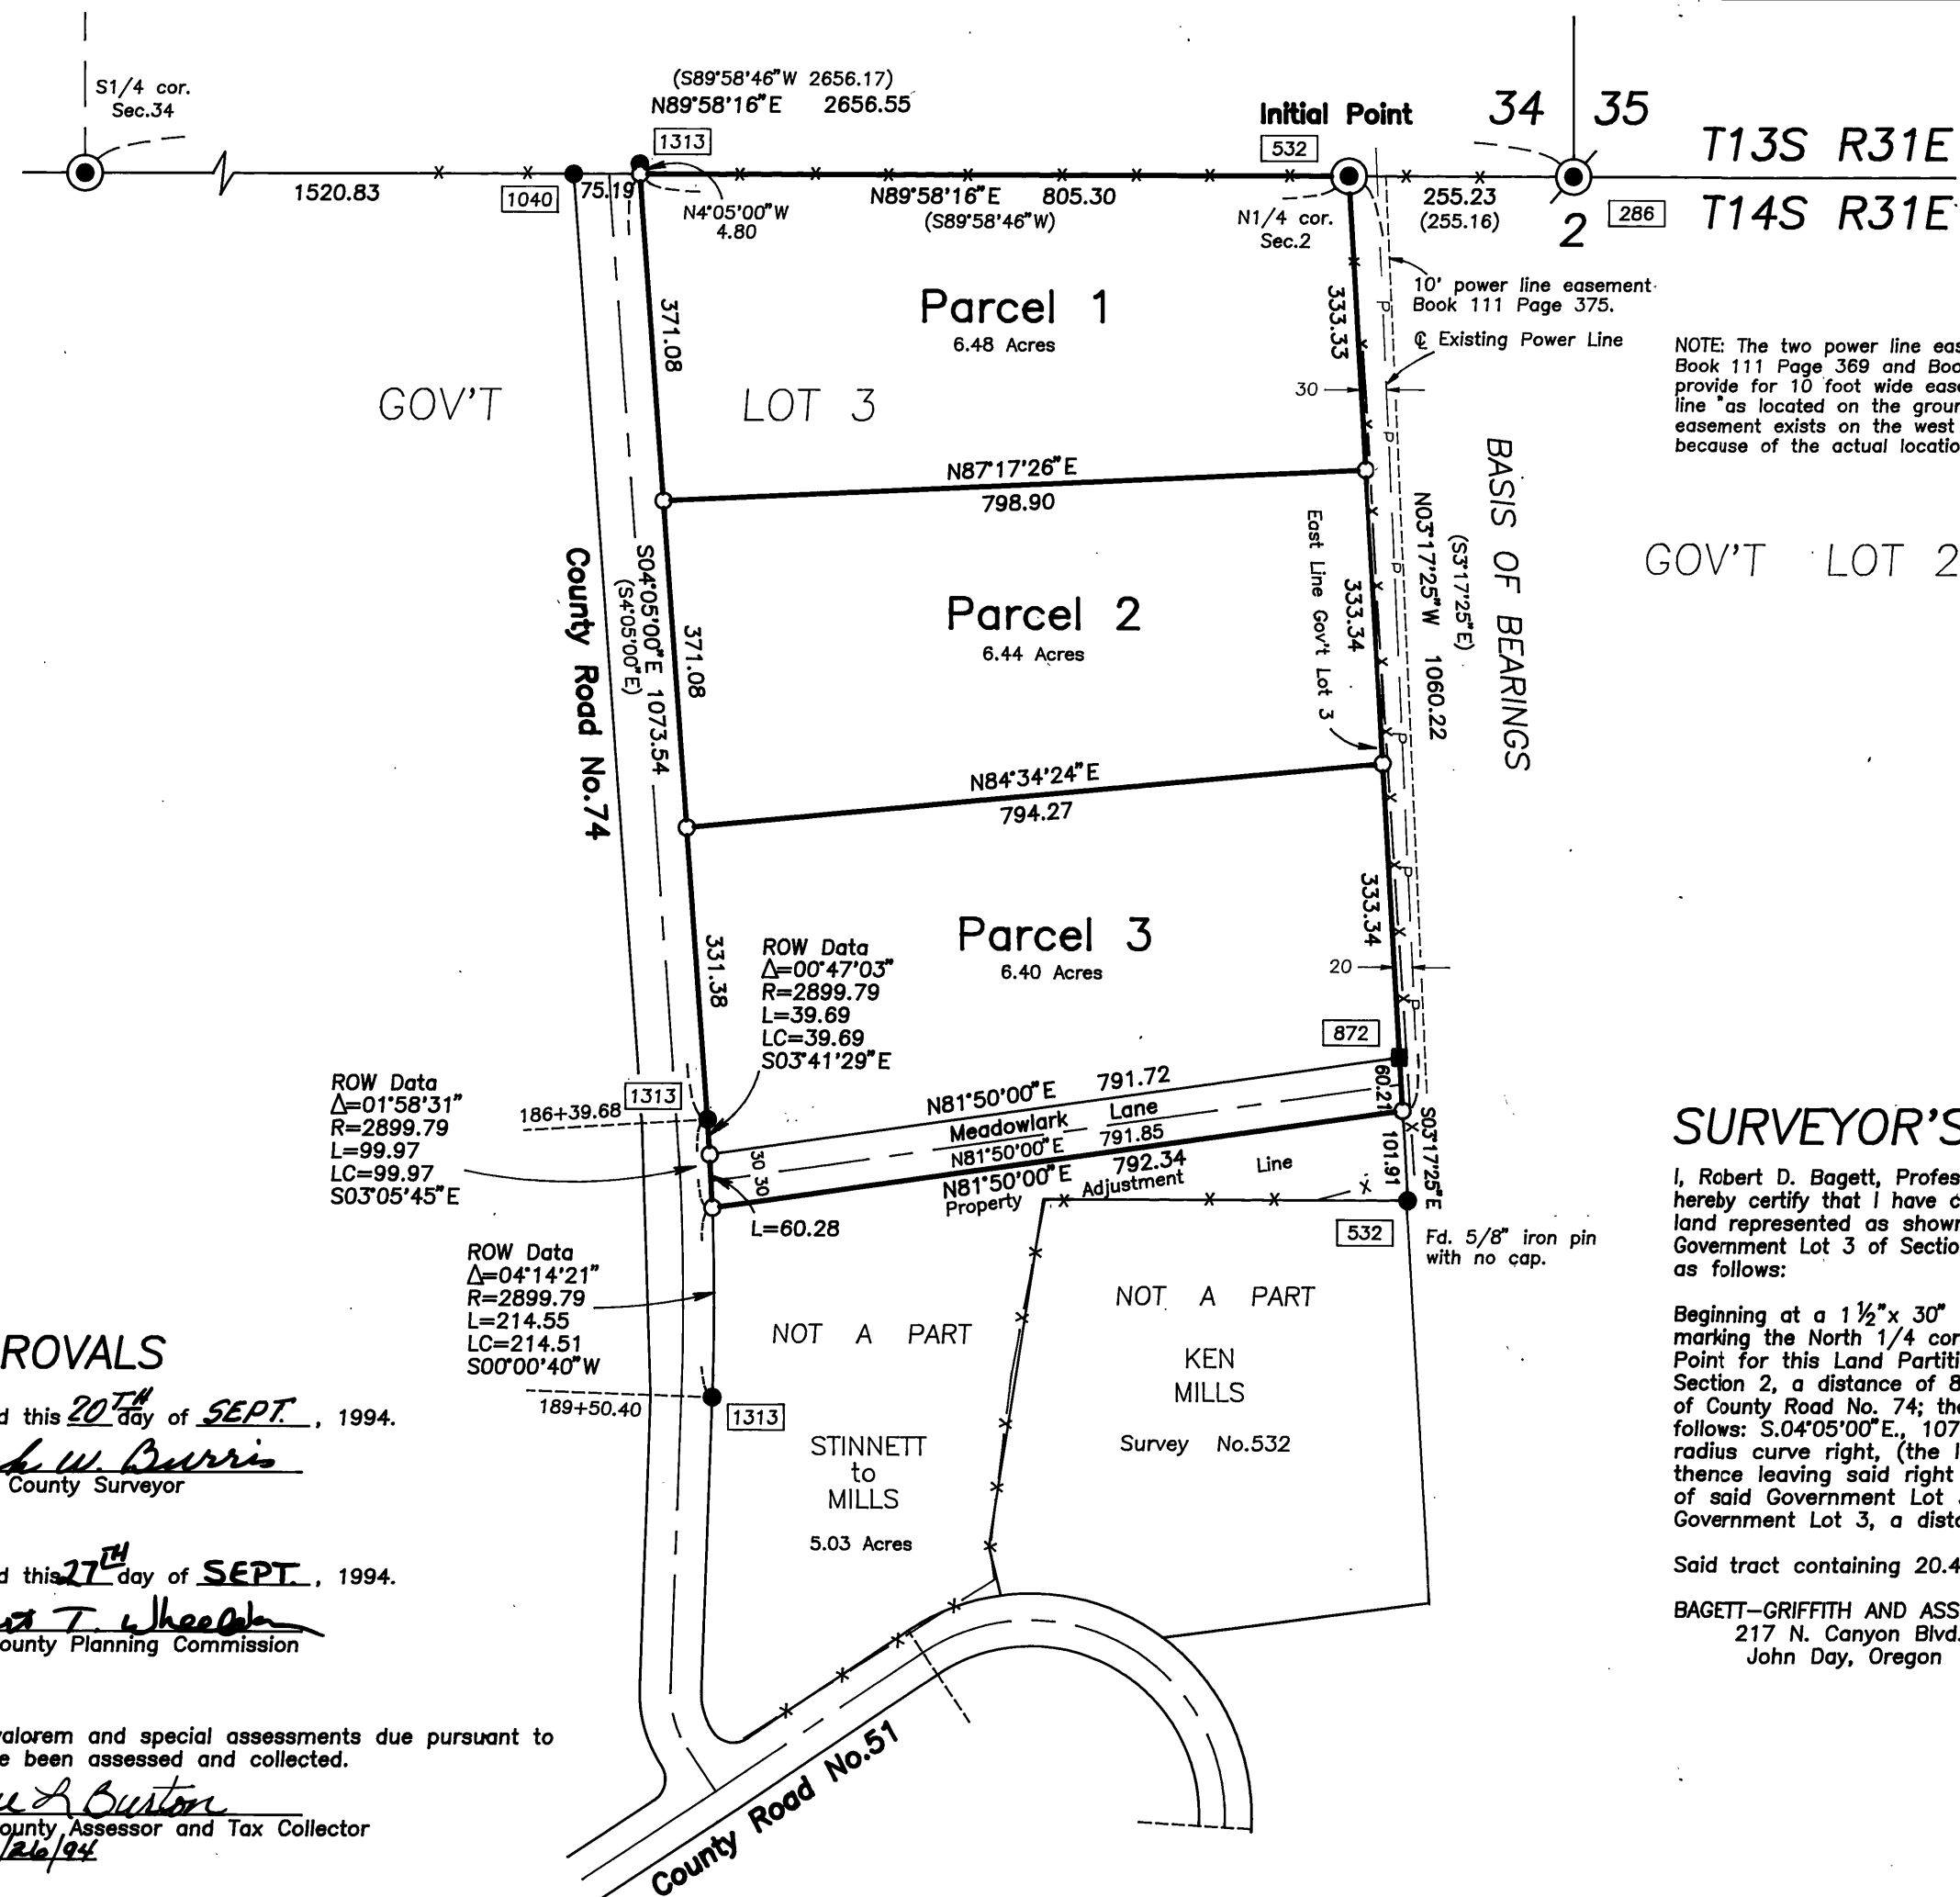 S1/4 cor.
Sec.34
(S89°58'46"W 2656.17)
N89°58'16"E 2656.55
1313
Initial Point
532
34 35
T13S R31E
1520.83
1040
75.19
N4°05'00"W
4.80
N89°58'16"E 805.30
(S89°58'46"W)
N1/4 cor.
Sec.2
255.23
(255.16)
2
286
T14S R31E
Parcel 1
6.48 Acres
371.08
333.33
10' power line easement
Book 111 Page 375.
℄ Existing Power Line
30
NOTE: The two power line eas
Book 111 Page 369 and Boo
provide for 10 foot wide ease
line "as located on the groun
easement exists on the west
because of the actual locatio
GOV'T LOT 3
N87°17'26"E
798.90
BASIS OF BEARINGS
N03°17'25"W 1060.22
(S3°17'25"E)
East Line Gov't Lot 3
GOV'T LOT 2
County Road No.74
S04°05'00"E 1073.54
(S4°05'00"E)
Parcel 2
6.44 Acres
371.08
333.34
N84°34'24"E
794.27
Parcel 3
6.40 Acres
331.38
333.34
20
P
P
P
P
P
P
ROW Data
Δ=00°47'03"
R=2899.79
L=39.69
LC=39.69
S03°41'29"E
872
ROW Data
Δ=01°58'31"
R=2899.79
L=99.97
LC=99.97
S03°05'45"E
186+39.68
1313
N81°50'00"E 791.72
Meadowlark Lane
N81°50'00"E 791.85
N81°50'00"E 792.34
Property Adjustment Line
30 30
L=60.28
60.21
101.91
S03°17'25"E
532
Fd. 5/8" iron pin
with no cap.
ROW Data
Δ=04°14'21"
R=2899.79
L=214.55
LC=214.51
S00°00'40"W
189+50.40
1313
NOT A PART
STINNETT
to
MILLS
5.03 Acres
NOT A PART
KEN
MILLS
Survey No.532
County Road No.51
SURVEYOR'S
I, Robert D. Bagett, Profes
hereby certify that I have c
land represented as shown
Government Lot 3 of Sectio
as follows:
Beginning at a 1 ½"x 30"
marking the North 1/4 cor
Point for this Land Partiti
Section 2, a distance of 8
of County Road No. 74; the
follows: S.04°05'00"E., 107
radius curve right, (the l
thence leaving said right
of said Government Lot
Government Lot 3, a dista
Said tract containing 20.4
BAGETT-GRIFFITH AND ASS
217 N. Canyon Blvd.
John Day, Oregon
ROVALS
d this 20TH day of SEPT. , 1994.
W. Burris
County Surveyor
d this 27TH day of SEPT. , 1994.
T. Wheeler
ounty Planning Commission
valorem and special assessments due pursuant to
e been assessed and collected.
L Burton
ounty Assessor and Tax Collector
/26/94